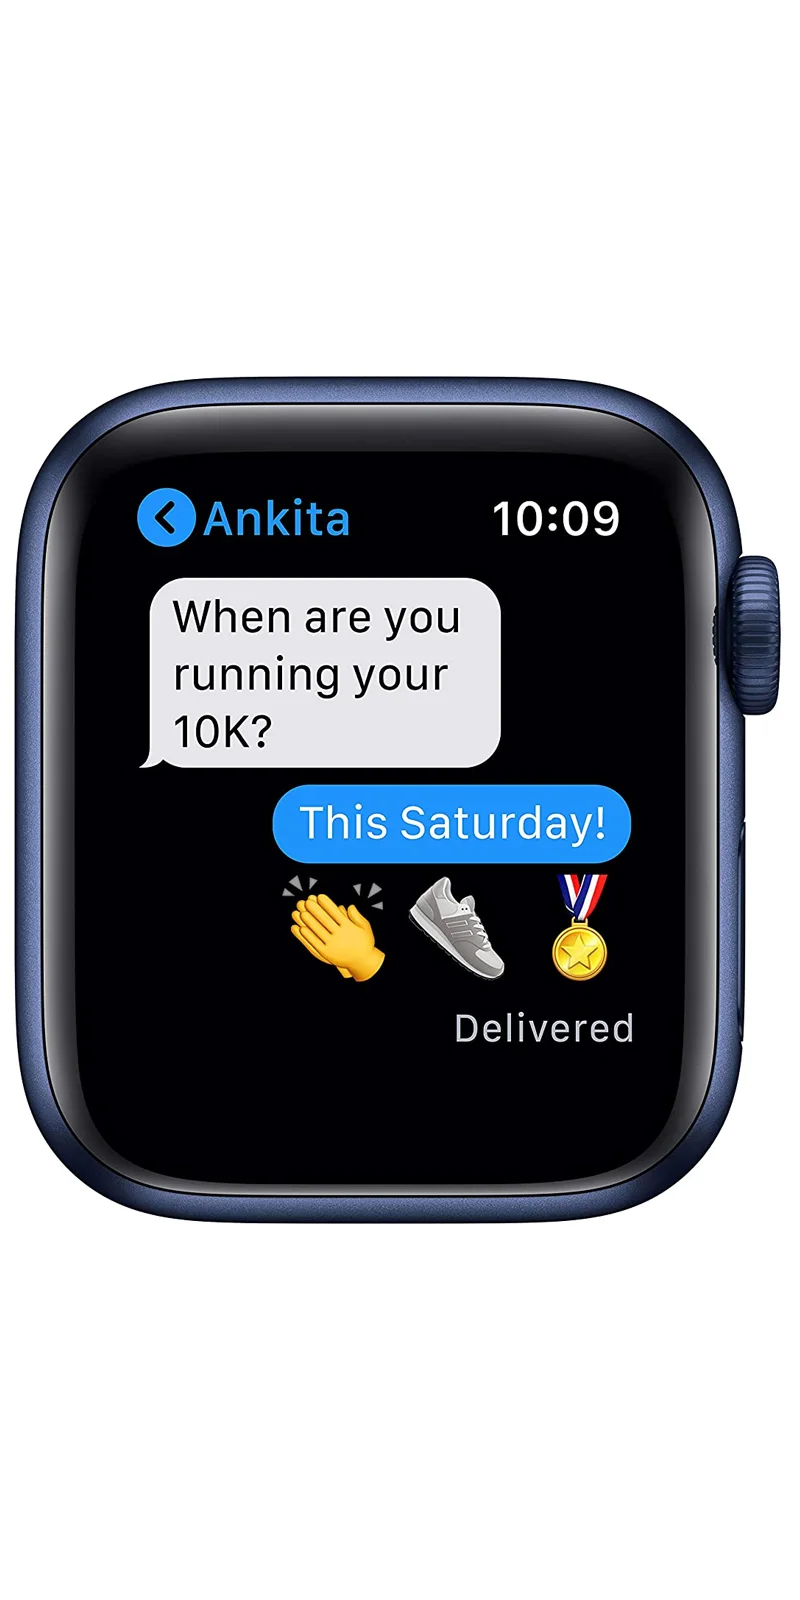 Ankita 10:09
When are you
running your
10K?
This Saturday!
👏 👟 🏅
Delivered